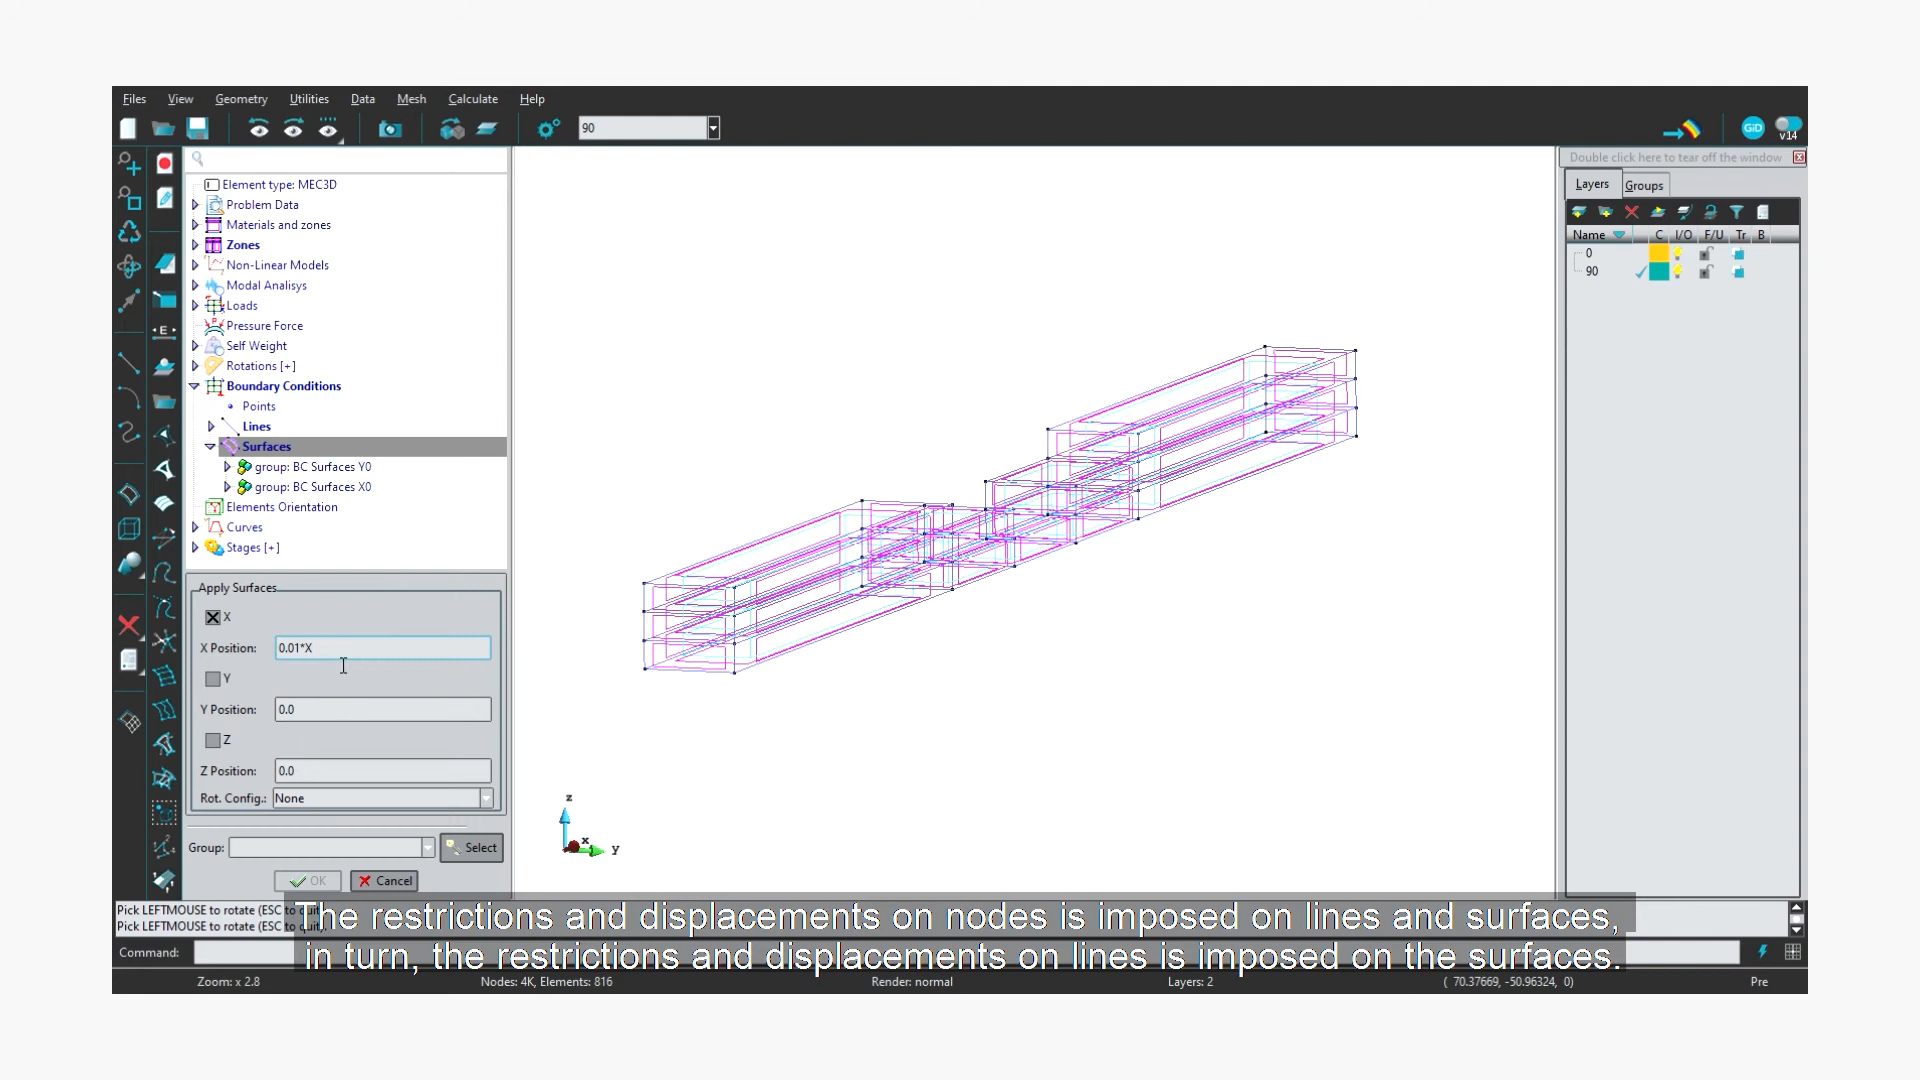 Files View Geometry Utilities Data Mesh Calculate Help
90
GiD
v14
Double click here to tear off the window
Layers Groups
Name C I/O F/U Tr B
0
90
Element type: MEC3D
Problem Data
Materials and zones
Zones
Non-Linear Models
Modal Analisys
Loads
Pressure Force
Self Weight
Rotations [+]
Boundary Conditions
Points
Lines
Surfaces
group: BC Surfaces Y0
group: BC Surfaces X0
Elements Orientation
Curves
Stages [+]
Apply Surfaces
X
X Position: 0.01*X
Y
Y Position: 0.0
Z
Z Position: 0.0
Rot. Config.: None
Group: Select
OK Cancel
z
x
y
Pick LEFTMOUSE to rotate (ESC to quit).
Pick LEFTMOUSE to rotate (ESC to quit).
The restrictions and displacements on nodes is imposed on lines and surfaces,
in turn, the restrictions and displacements on lines is imposed on the surfaces.
Command:
Zoom: x 2.8 Nodes: 4K, Elements: 816 Render: normal Layers: 2 ( 70.37669, -50.96324, 0) Pre